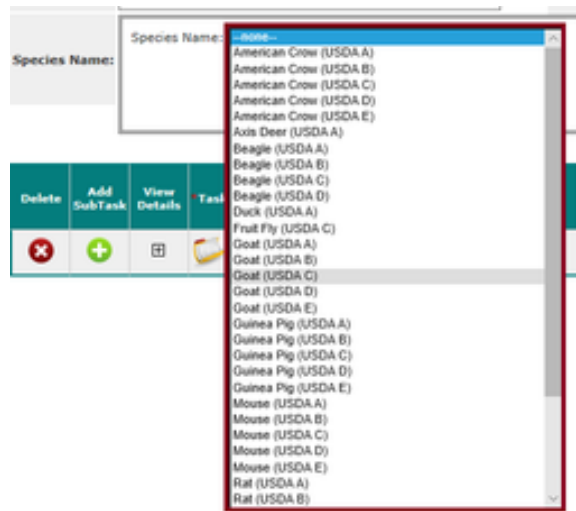 Species Name:
Species Name:
--none--
American Crow (USDA A)
American Crow (USDA B)
American Crow (USDA C)
American Crow (USDA D)
American Crow (USDA E)
Axis Deer (USDA A)
Beagle (USDA A)
Beagle (USDA B)
Beagle (USDA C)
Beagle (USDA D)
Duck (USDA A)
Fruit Fly (USDA C)
Goat (USDA A)
Goat (USDA B)
Goat (USDA C)
Goat (USDA D)
Goat (USDA E)
Guinea Pig (USDA A)
Guinea Pig (USDA B)
Guinea Pig (USDA C)
Guinea Pig (USDA D)
Guinea Pig (USDA E)
Mouse (USDA A)
Mouse (USDA B)
Mouse (USDA C)
Mouse (USDA D)
Mouse (USDA E)
Rat (USDA A)
Rat (USDA B)
Delete
Add SubTask
View Details
*Task